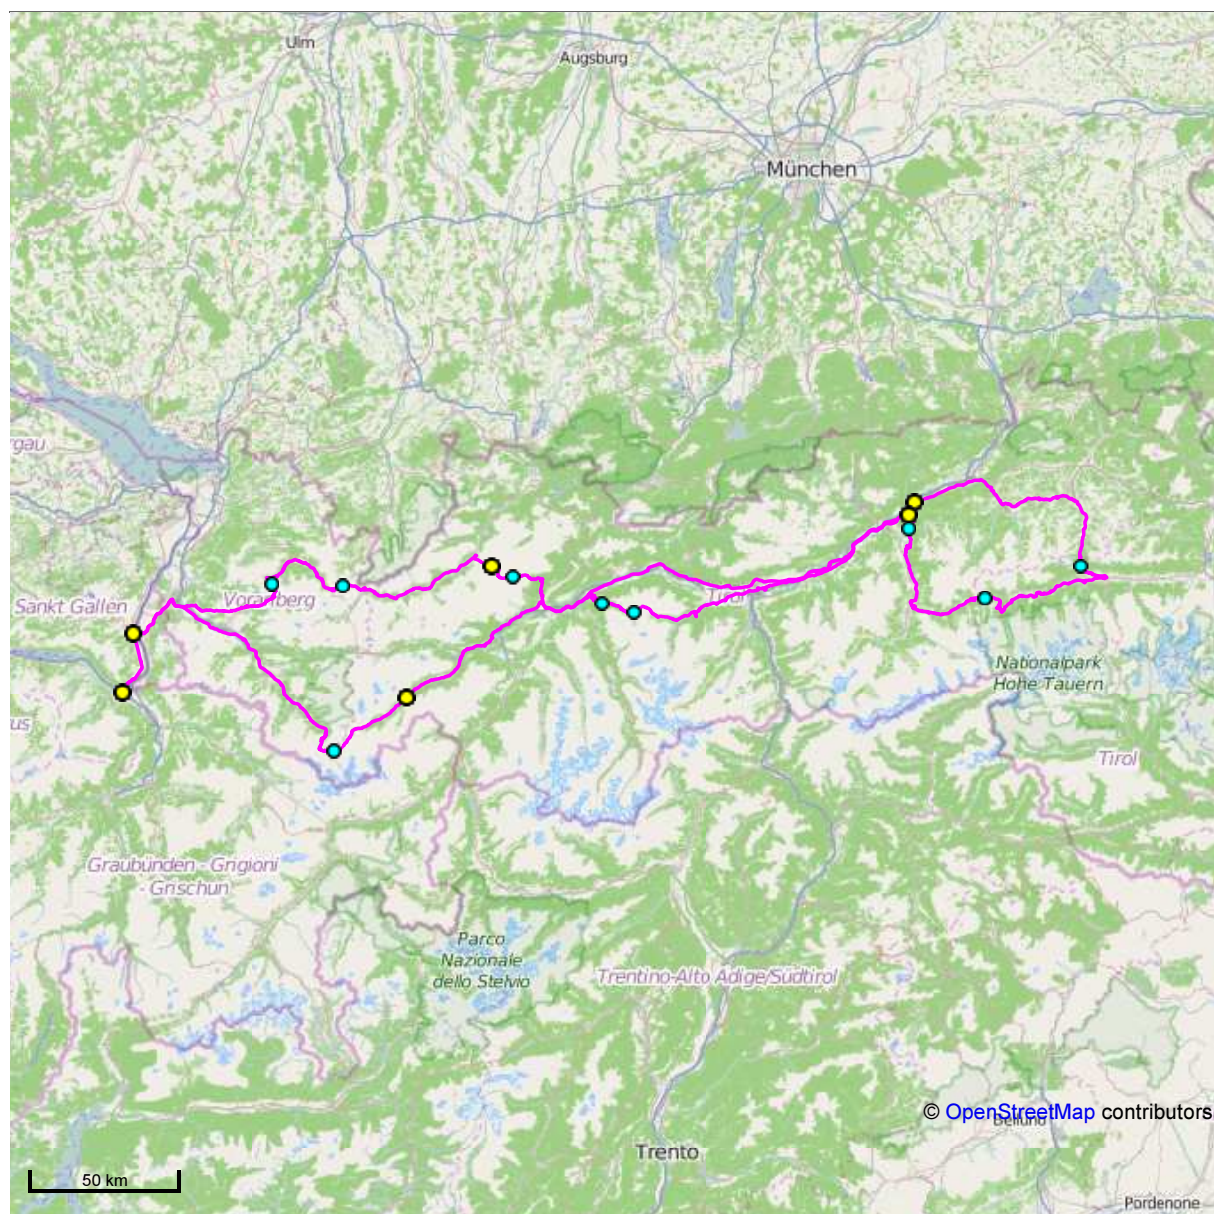 Ulm
Augsburg
München
rgau
Sankt Gallen
Vorarlberg
Tirol
Nationalpark
Hohe Tauern
us
Tirol
Graubünden - Grigioni
- Grischun
Parco
Nazionale
dello Stelvio
Trentino-Alto Adige/Südtirol
© OpenStreetMap contributors
Belluno
Trento
50 km
Pordenone